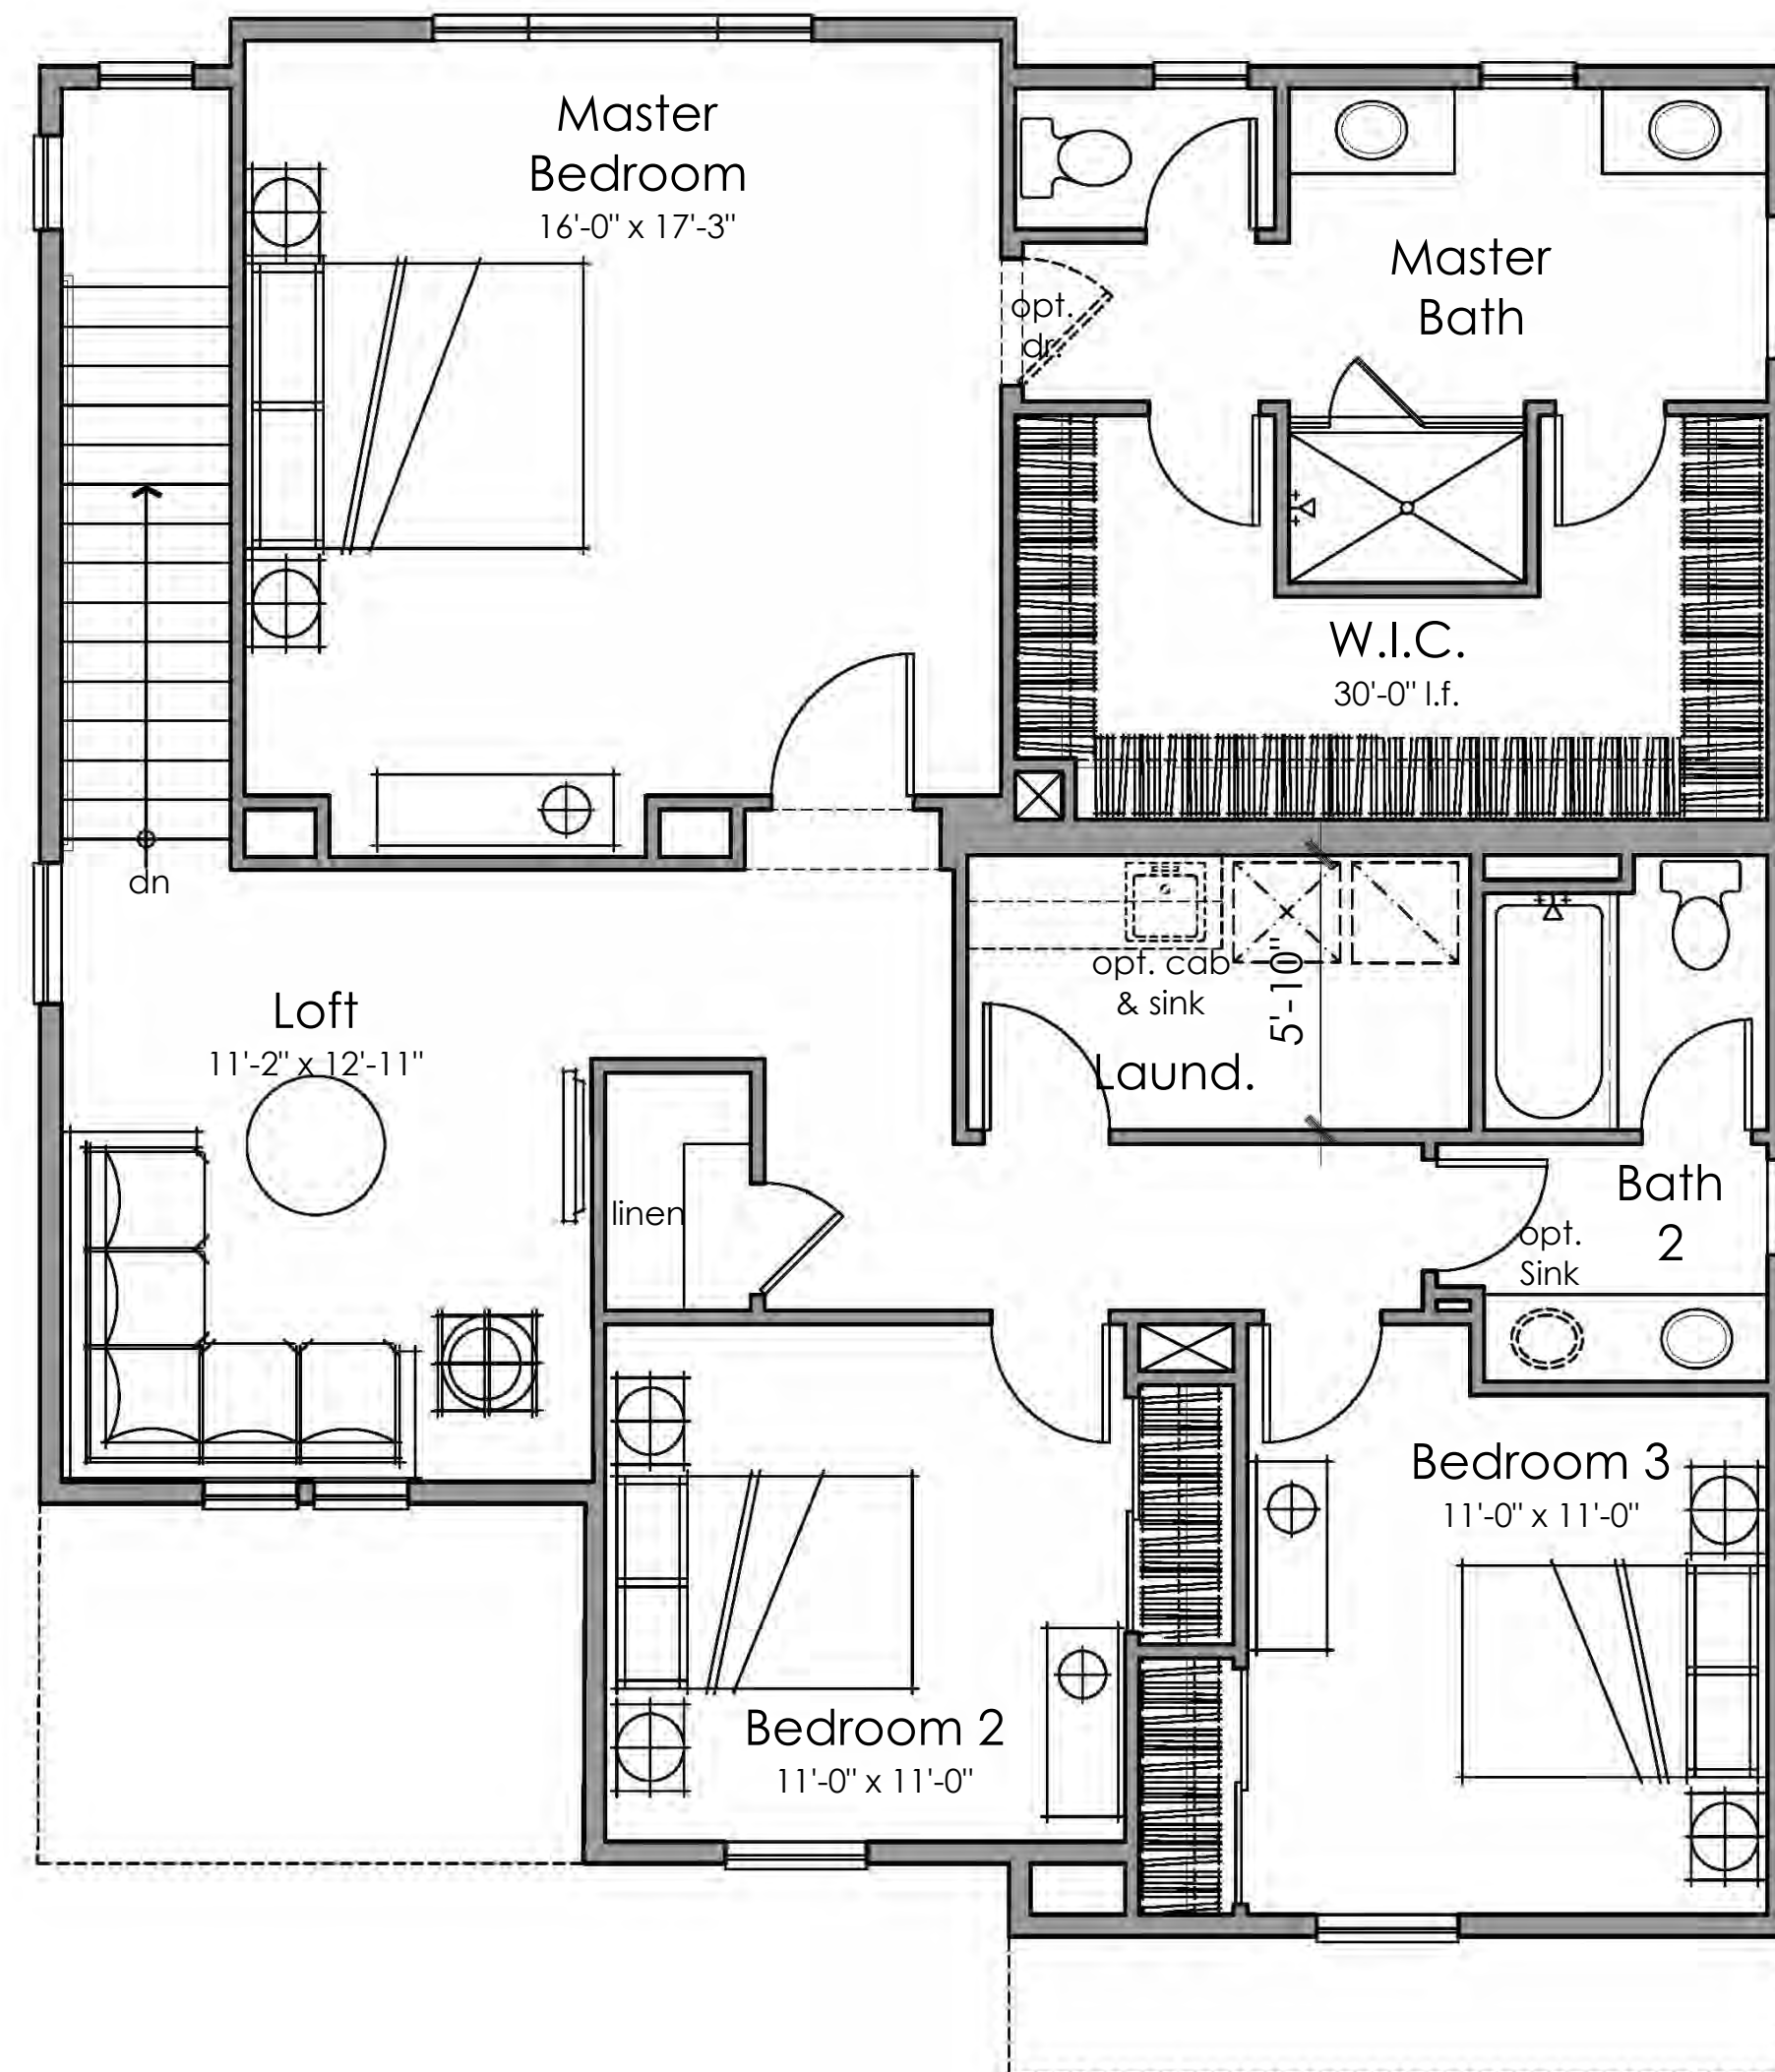 Master
Bedroom
16'-0" x 17'-3"
opt.
dr.
Master
Bath
W.I.C.
30'-0" l.f.
dn
opt. cab
& sink
5'-10"
Laund.
Loft
11'-2" x 12'-11"
linen
Bath
2
opt.
Sink
Bedroom 3
11'-0" x 11'-0"
Bedroom 2
11'-0" x 11'-0"